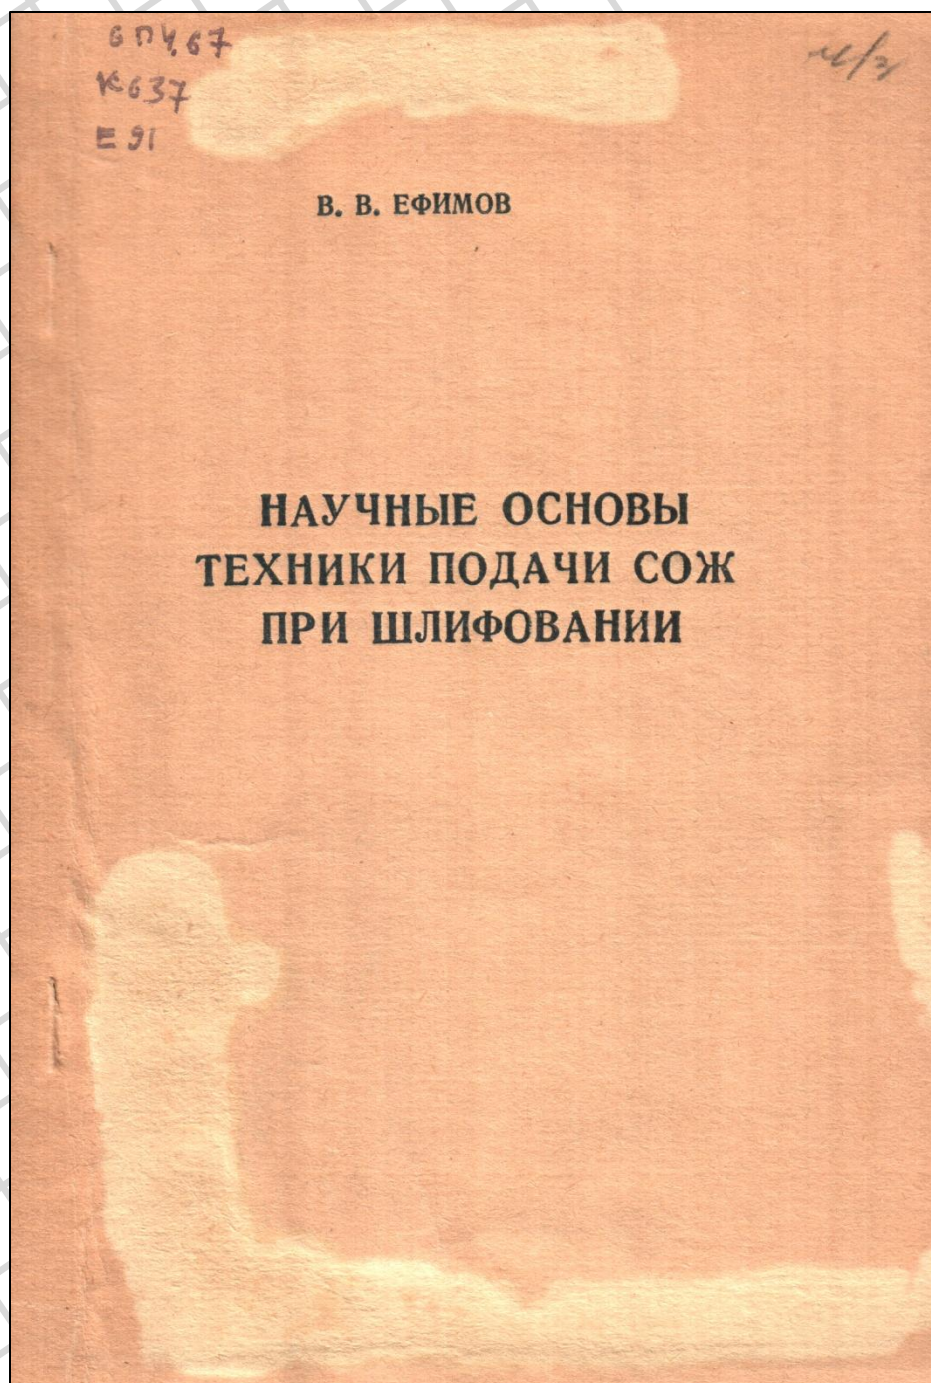 6П4.67
К637
Е91
ч/з
В. В. ЕФИМОВ
НАУЧНЫЕ ОСНОВЫ
ТЕХНИКИ ПОДАЧИ СОЖ
ПРИ ШЛИФОВАНИИ